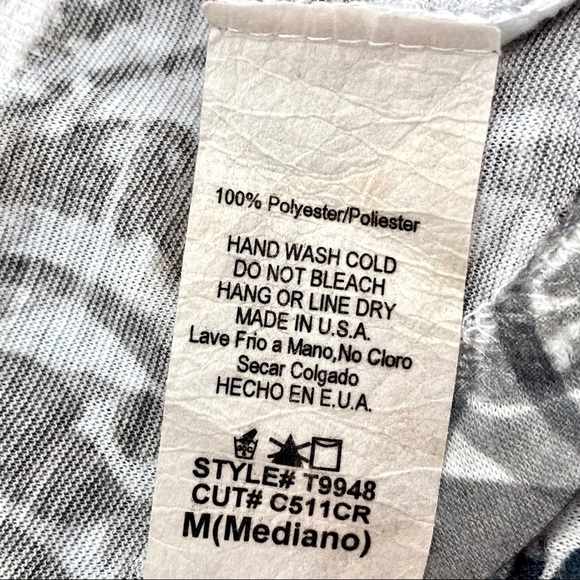 100% Polyester/Poliester
HAND WASH COLD
DO NOT BLEACH
HANG OR LINE DRY
MADE IN U.S.A.
Lave Frio a Mano,No Cloro
Secar Colgado
HECHO EN E.U.A.
STYLE# T9948
CUT# C511CR
M(Mediano)